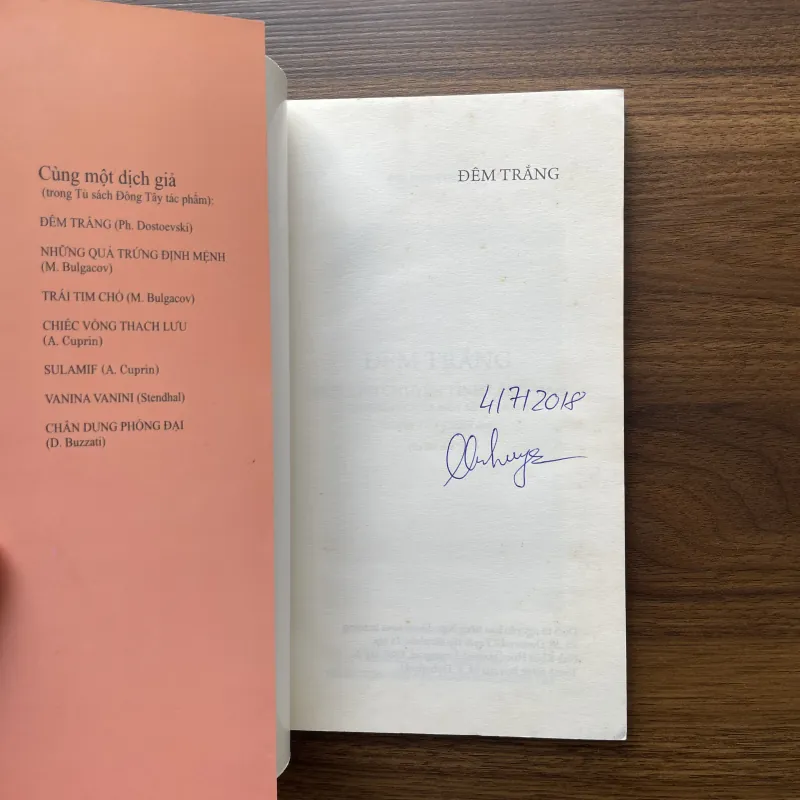 Cùng một dịch giả
(trong Tủ sách Đông Tây tác phẩm):
ĐÊM TRẮNG (Ph. Dostoevski)
NHỮNG QUẢ TRỨNG ĐỊNH MỆNH
(M. Bulgacov)
TRÁI TIM CHÓ (M. Bulgacov)
CHIẾC VÒNG THẠCH LỰU
(A. Cuprin)
SULAMIF (A. Cuprin)
VANINA VANINI (Stendhal)
CHÂN DUNG PHÓNG ĐẠI
(D. Buzzati)
ĐÊM TRẮNG
4/7/2018